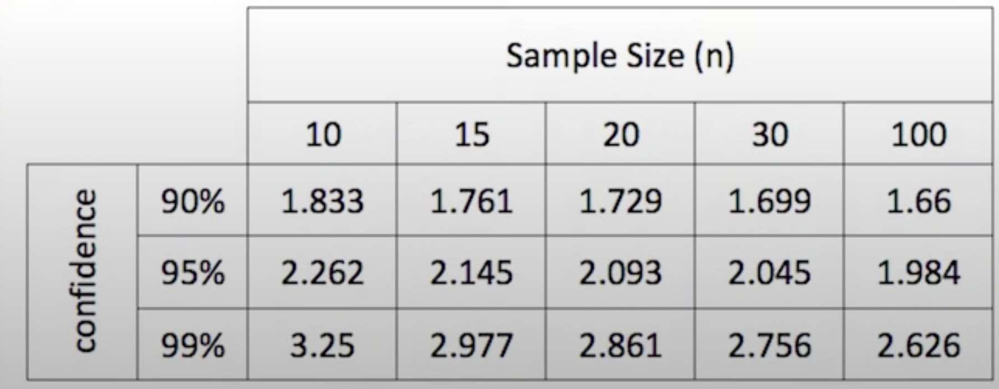 Sample Size (n)
10 15 20 30 100
confidence
90% 1.833 1.761 1.729 1.699 1.66
95% 2.262 2.145 2.093 2.045 1.984
99% 3.25 2.977 2.861 2.756 2.626